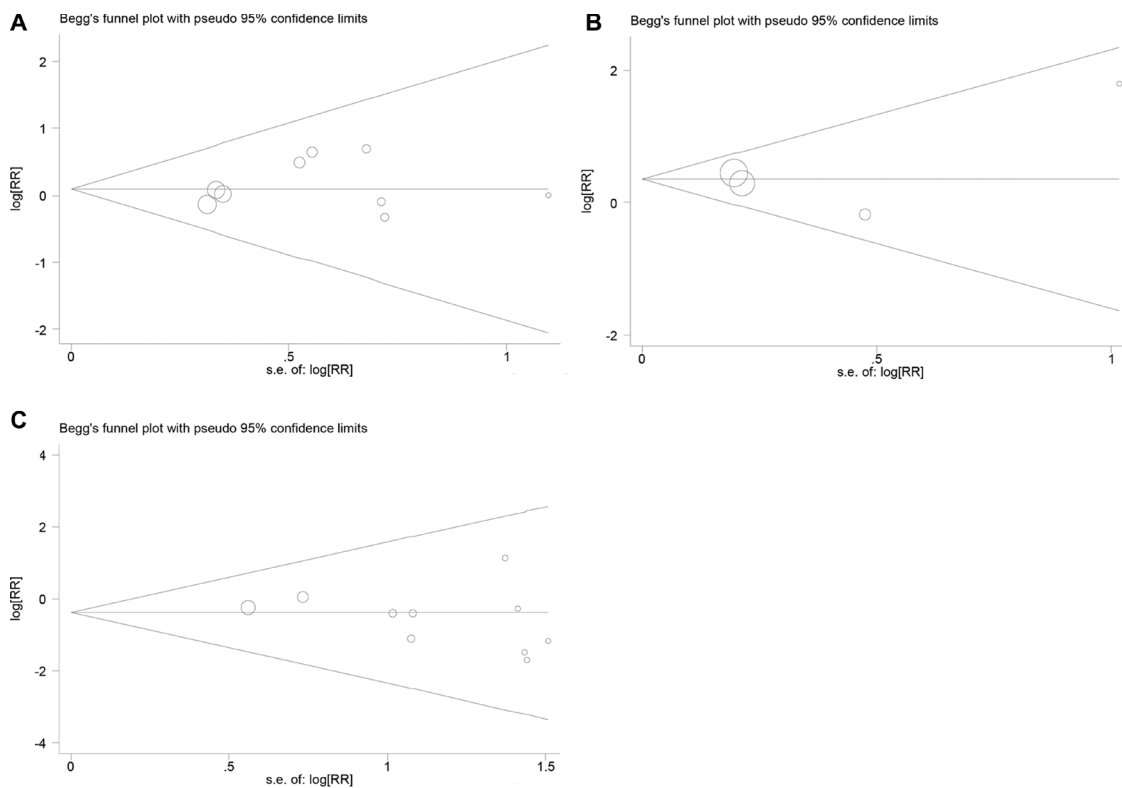 A
Begg's funnel plot with pseudo 95% confidence limits
2
1
0
-1
-2
log[RR]
0
.5
1
s.e. of: log[RR]
B
Begg's funnel plot with pseudo 95% confidence limits
2
0
-2
log[RR]
0
.5
1
s.e. of: log[RR]
C
Begg's funnel plot with pseudo 95% confidence limits
4
2
0
-2
-4
log[RR]
0
.5
1
1.5
s.e. of: log[RR]